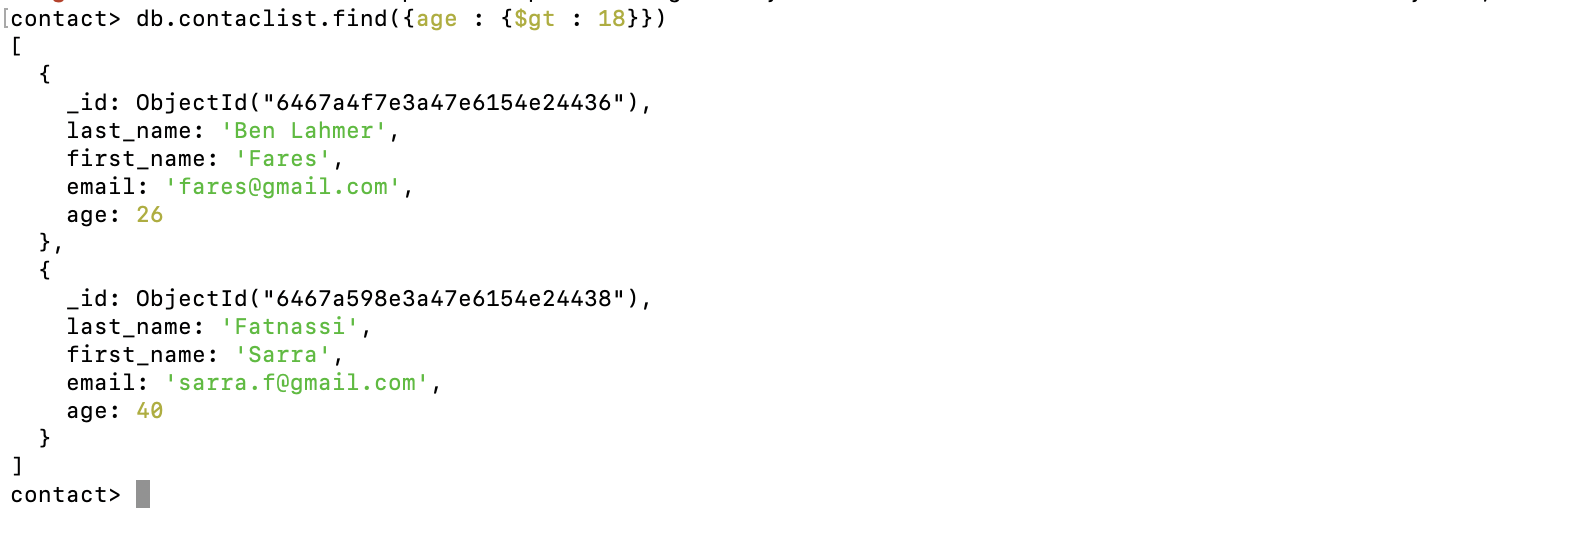 contact> db.contaclist.find({age : {$gt : 18}})
[
  {
    _id: ObjectId("6467a4f7e3a47e6154e24436"),
    last_name: 'Ben Lahmer',
    first_name: 'Fares',
    email: 'fares@gmail.com',
    age: 26
  },
  {
    _id: ObjectId("6467a598e3a47e6154e24438"),
    last_name: 'Fatnassi',
    first_name: 'Sarra',
    email: 'sarra.f@gmail.com',
    age: 40
  }
]
contact>